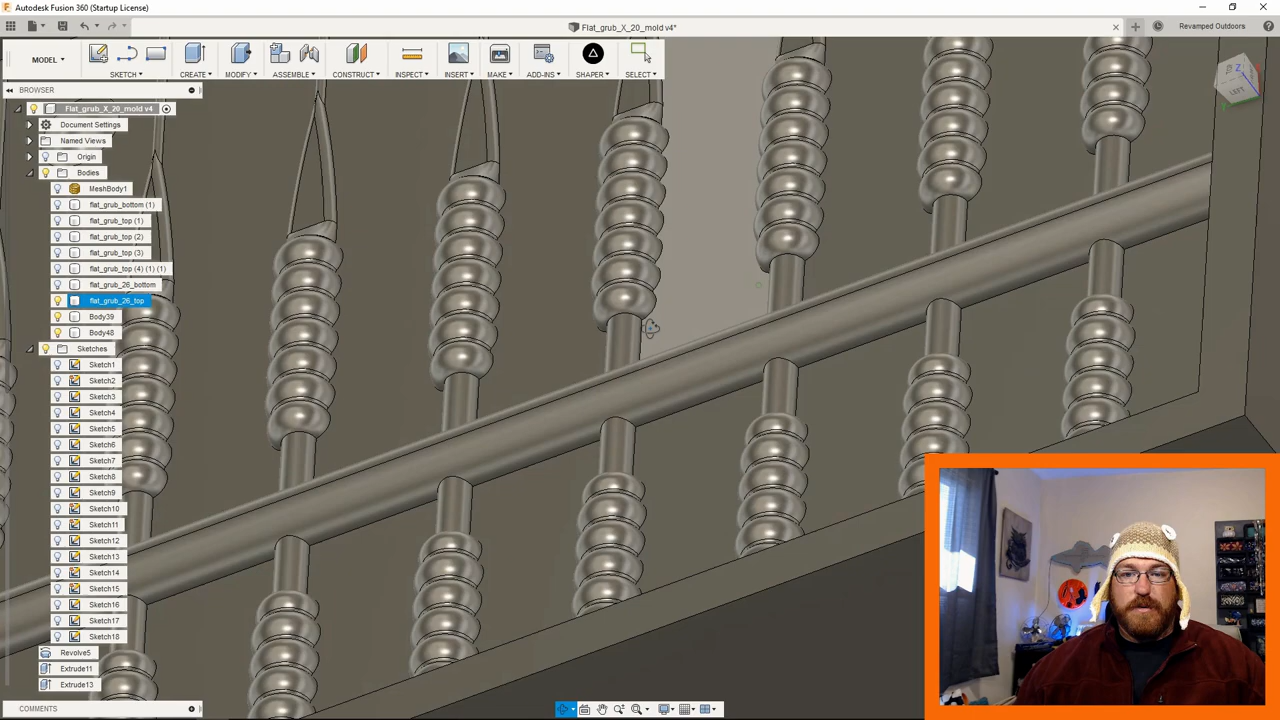 Autodesk Fusion 360 (Startup License)
Flat_grub_X_20_mold v4*
Revamped Outdoors
MODEL
SKETCH
CREATE
MODIFY
ASSEMBLE
CONSTRUCT
INSPECT
INSERT
MAKE
ADD-INS
SHAPER
SELECT
BROWSER
Flat_grub_X_20_mold v4
Document Settings
Named Views
Origin
Bodies
MeshBody1
flat_grub_bottom (1)
flat_grub_top (1)
flat_grub_top (2)
flat_grub_top (3)
flat_grub_top (4) (1) (1)
flat_grub_26_bottom
flat_grub_26_top
Body39
Body48
Sketches
Sketch1
Sketch2
Sketch3
Sketch4
Sketch5
Sketch6
Sketch7
Sketch8
Sketch9
Sketch10
Sketch11
Sketch12
Sketch13
Sketch14
Sketch15
Sketch16
Sketch17
Sketch18
Revolve5
Extrude11
Extrude13
COMMENTS
Z
LEFT